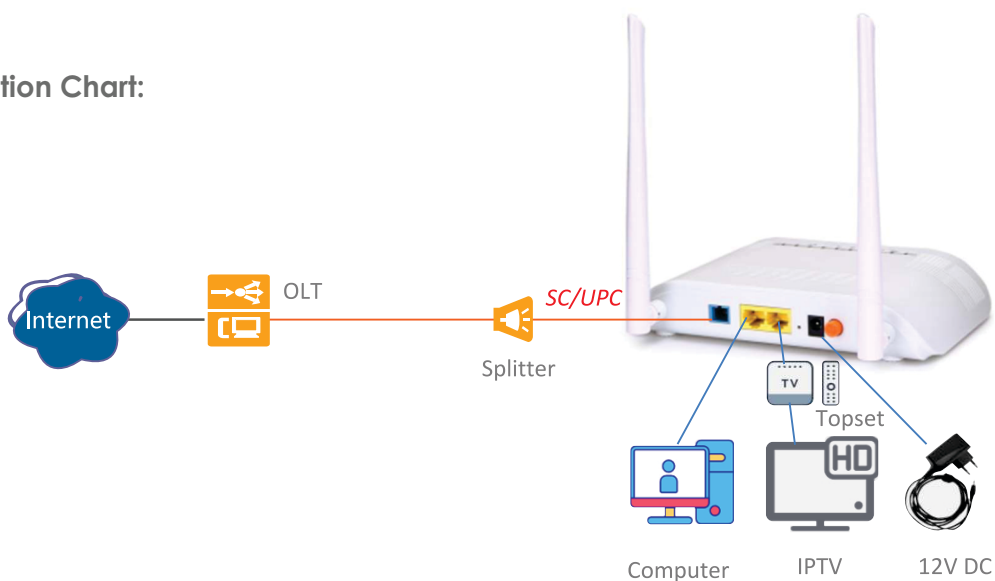 tion Chart:
OLT
Internet
SC/UPC
Splitter
TV
Topset
HD
Computer
IPTV
12V DC